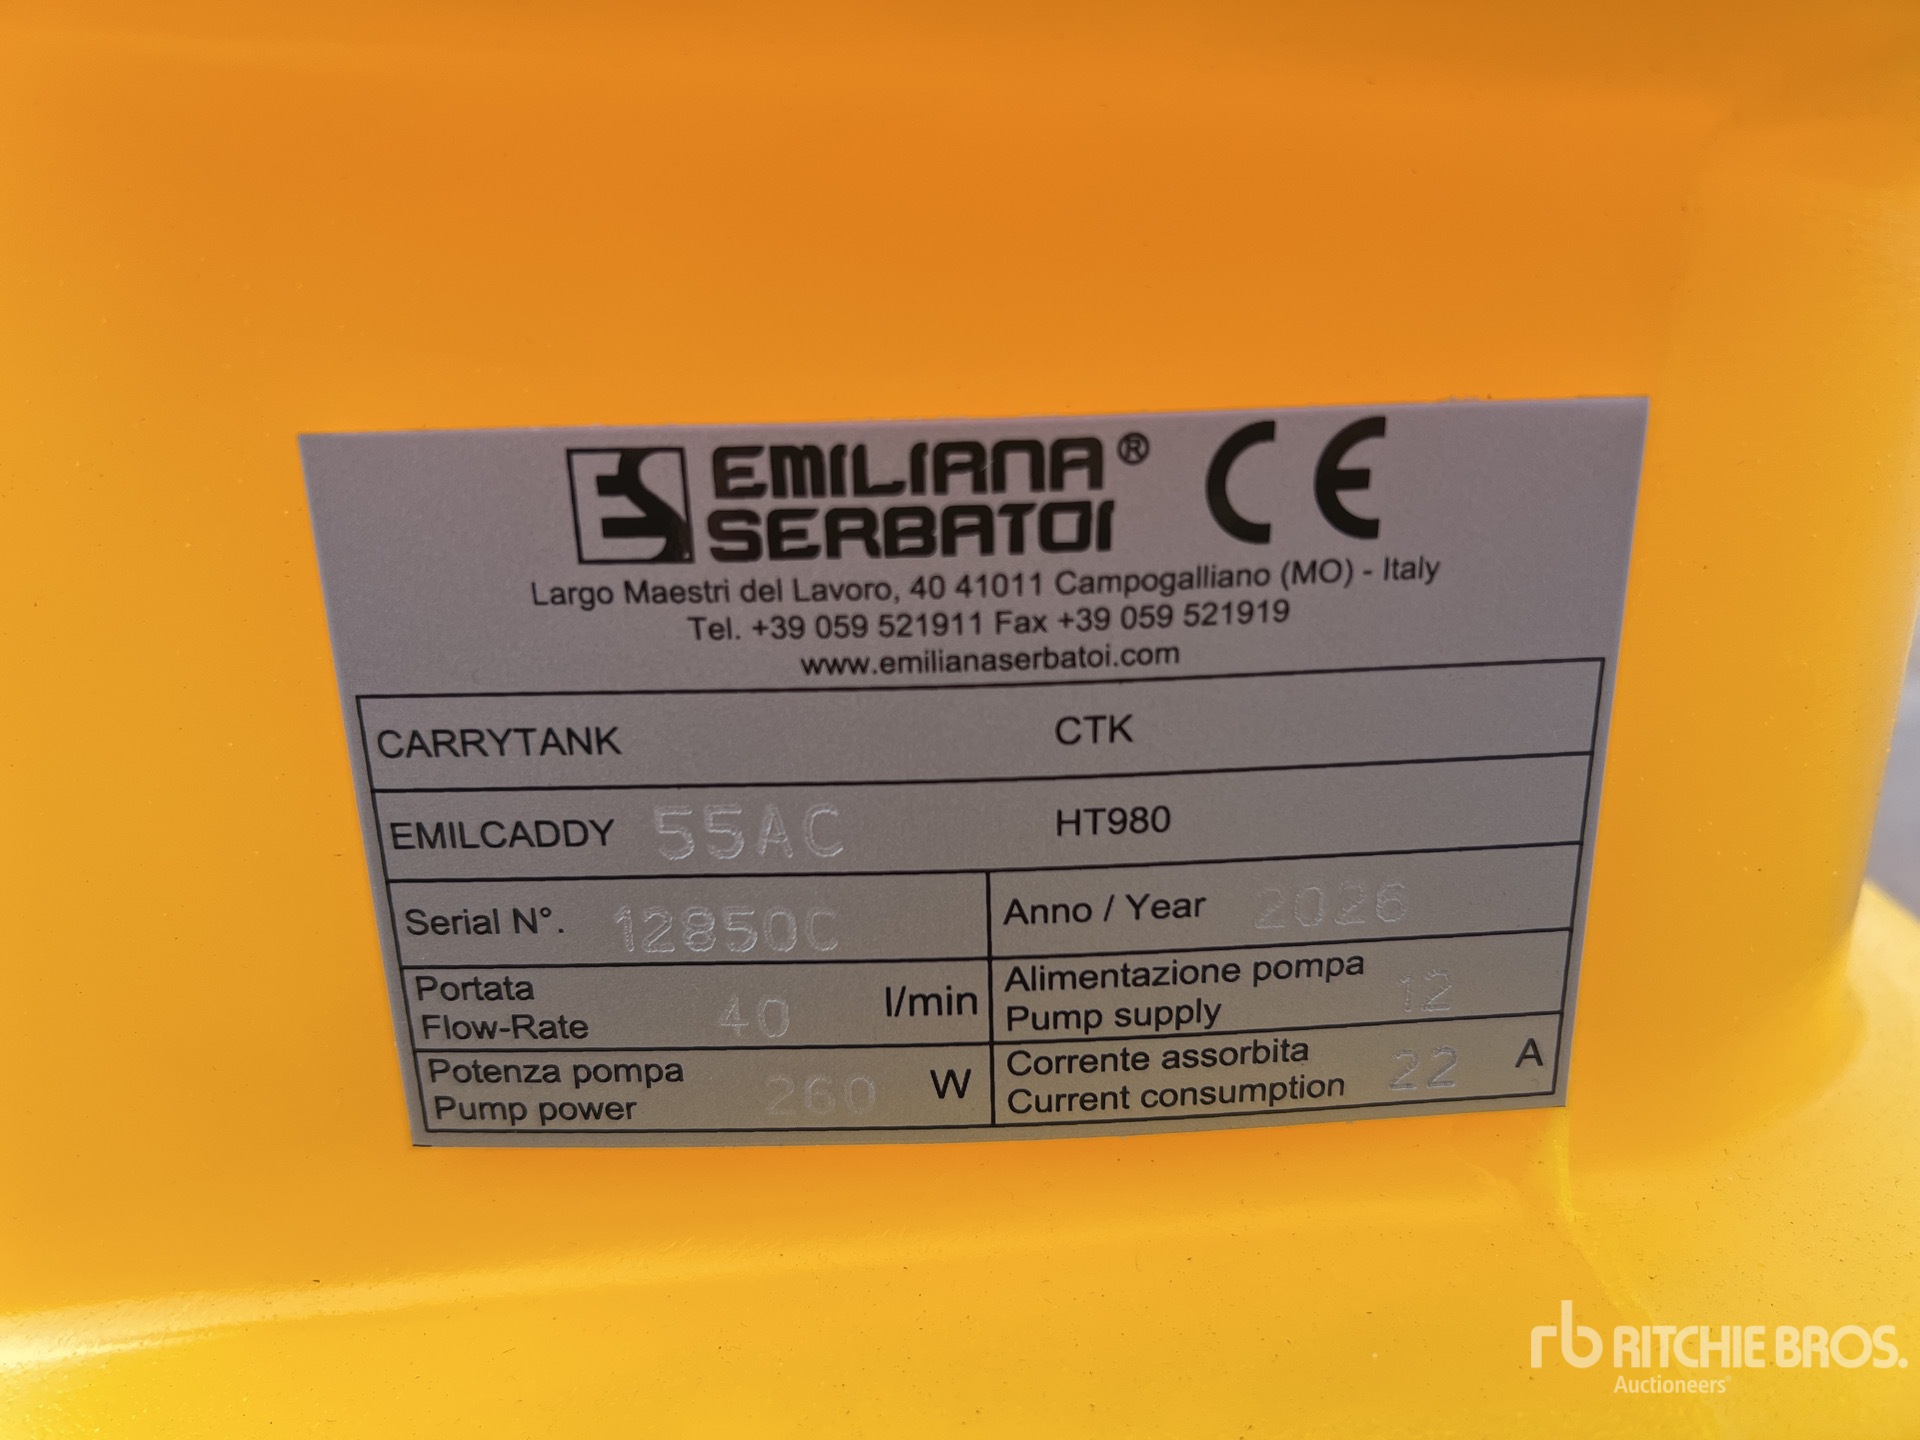 EMILIANA®
SERBATOI
CE
Largo Maestri del Lavoro, 40 41011 Campogalliano (MO) - Italy
Tel. +39 059 521911 Fax +39 059 521919
www.emilianaserbatoi.com
CARRYTANK CTK
EMILCADDY 55AC HT980
Serial N°. 12850C Anno / Year 2026
Portata
Flow-Rate 40 l/min
Alimentazione pompa
Pump supply 12
Potenza pompa
Pump power 260 W
Corrente assorbita
Current consumption 22 A
rb RITCHIE BROS.
Auctioneers